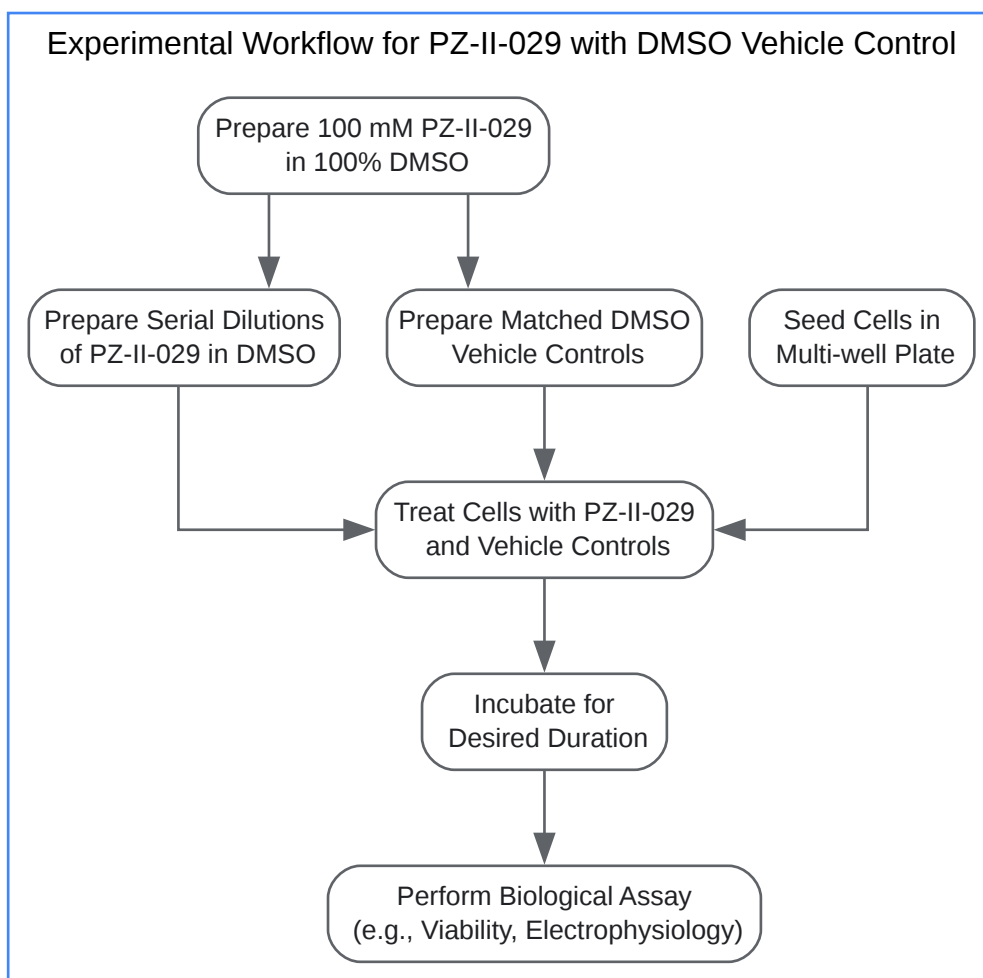 Experimental Workflow for PZ-II-029 with DMSO Vehicle Control
Prepare 100 mM PZ-II-029
in 100% DMSO
Prepare Serial Dilutions
of PZ-II-029 in DMSO
Prepare Matched DMSO
Vehicle Controls
Seed Cells in
Multi-well Plate
Treat Cells with PZ-II-029
and Vehicle Controls
Incubate for
Desired Duration
Perform Biological Assay
(e.g., Viability, Electrophysiology)